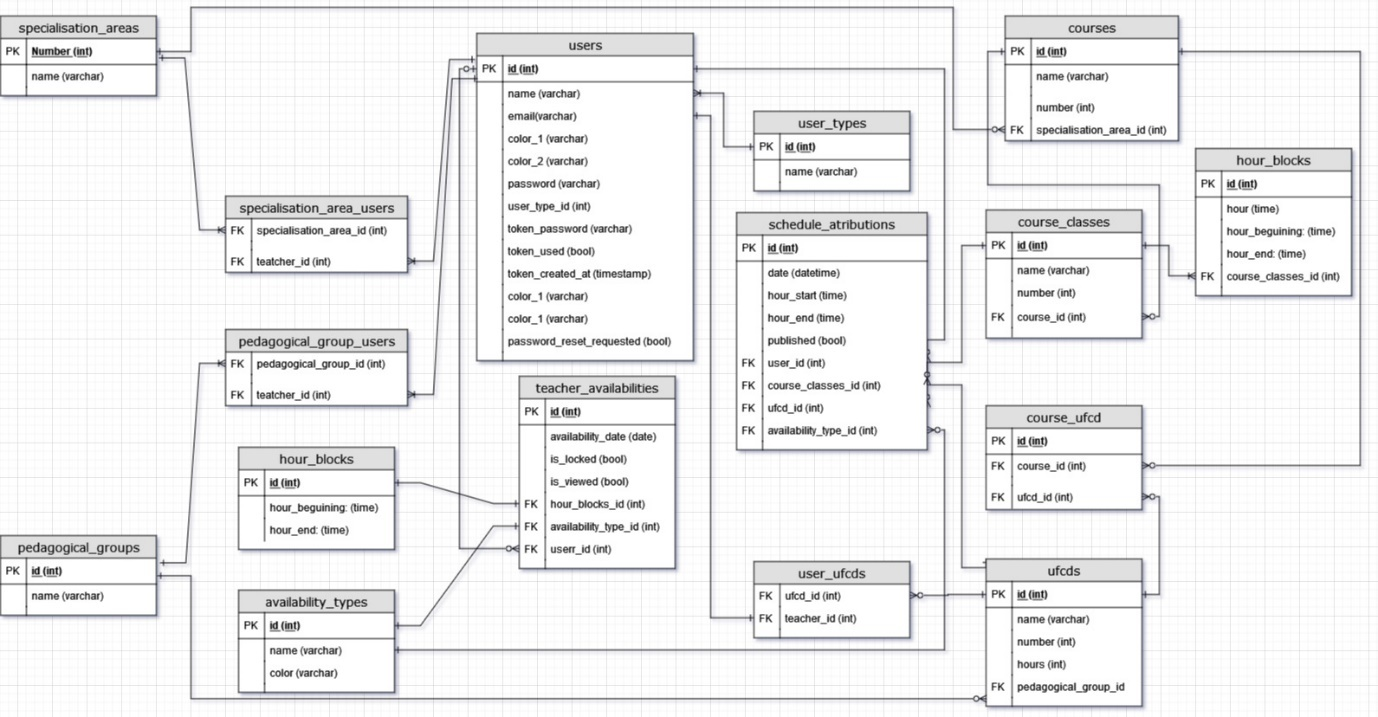 specialisation_areas
PK Number (int)
name (varchar)
users
PK id (int)
name (varchar)
email(varchar)
color_1 (varchar)
color_2 (varchar)
password (varchar)
user_type_id (int)
token_password (varchar)
token_used (bool)
token_created_at (timestamp)
color_1 (varchar)
color_1 (varchar)
password_reset_requested (bool)
user_types
PK id (int)
name (varchar)
courses
PK id (int)
name (varchar)
number (int)
FK specialisation_area_id (int)
hour_blocks
PK id (int)
hour (time)
hour_beguining: (time)
hour_end: (time)
FK course_classes_id (int)
specialisation_area_users
FK specialisation_area_id (int)
FK teatcher_id (int)
schedule_atributions
PK id (int)
date (datetime)
hour_start (time)
hour_end (time)
published (bool)
FK user_id (int)
FK course_classes_id (int)
FK ufcd_id (int)
FK availability_type_id (int)
course_classes
PK id (int)
name (varchar)
number (int)
FK course_id (int)
pedagogical_group_users
FK pedagogical_group_id (int)
FK teatcher_id (int)
teacher_availabilities
PK id (int)
availability_date (date)
is_locked (bool)
is_viewed (bool)
FK hour_blocks_id (int)
FK availability_type_id (int)
FK userr_id (int)
course_ufcd
PK id (int)
FK course_id (int)
FK ufcd_id (int)
hour_blocks
PK id (int)
hour_beguining: (time)
hour_end: (time)
pedagogical_groups
PK id (int)
name (varchar)
availability_types
PK id (int)
name (varchar)
color (varchar)
user_ufcds
FK ufcd_id (int)
FK teacher_id (int)
ufcds
PK id (int)
name (varchar)
number (int)
hours (int)
FK pedagogical_group_id